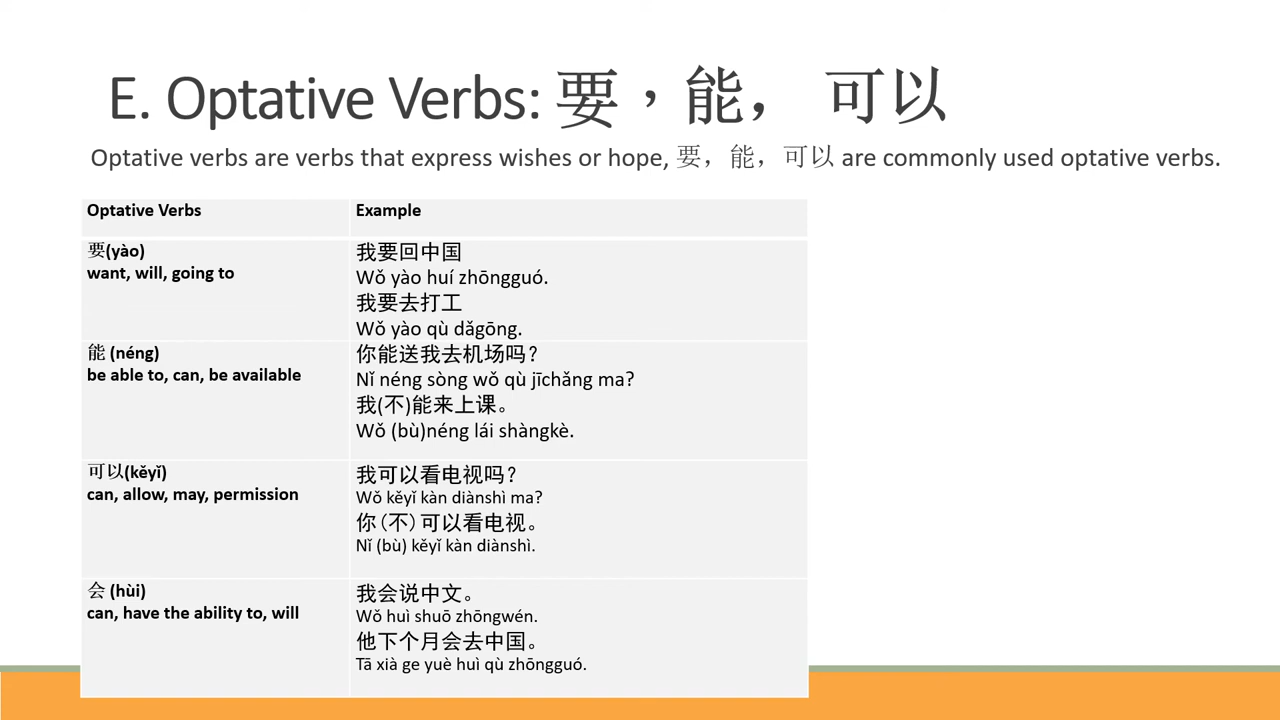 E. Optative Verbs: 要，能， 可以
Optative verbs are verbs that express wishes or hope, 要，能，可以 are commonly used optative verbs.
Optative Verbs
Example
要(yào)
want, will, going to
我要回中国
Wǒ yào huí zhōngguó.
我要去打工
Wǒ yào qù dǎgōng.
能 (néng)
be able to, can, be available
你能送我去机场吗?
Nǐ néng sòng wǒ qù jīchǎng ma?
我(不)能来上课。
Wǒ (bù)néng lái shàngkè.
可以(kěyǐ)
can, allow, may, permission
我可以看电视吗?
Wǒ kěyǐ kàn diànshì ma?
你(不)可以看电视。
Nǐ (bù) kěyǐ kàn diànshì.
会 (hùi)
can, have the ability to, will
我会说中文。
Wǒ huì shuō zhōngwén.
他下个月会去中国。
Tā xià ge yuè huì qù zhōngguó.